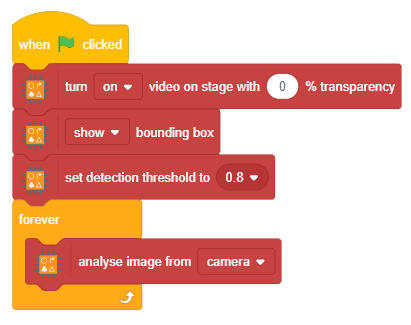 when clicked
turn on video on stage with 0 % transparency
show bounding box
set detection threshold to 0.8
forever
analyse image from camera